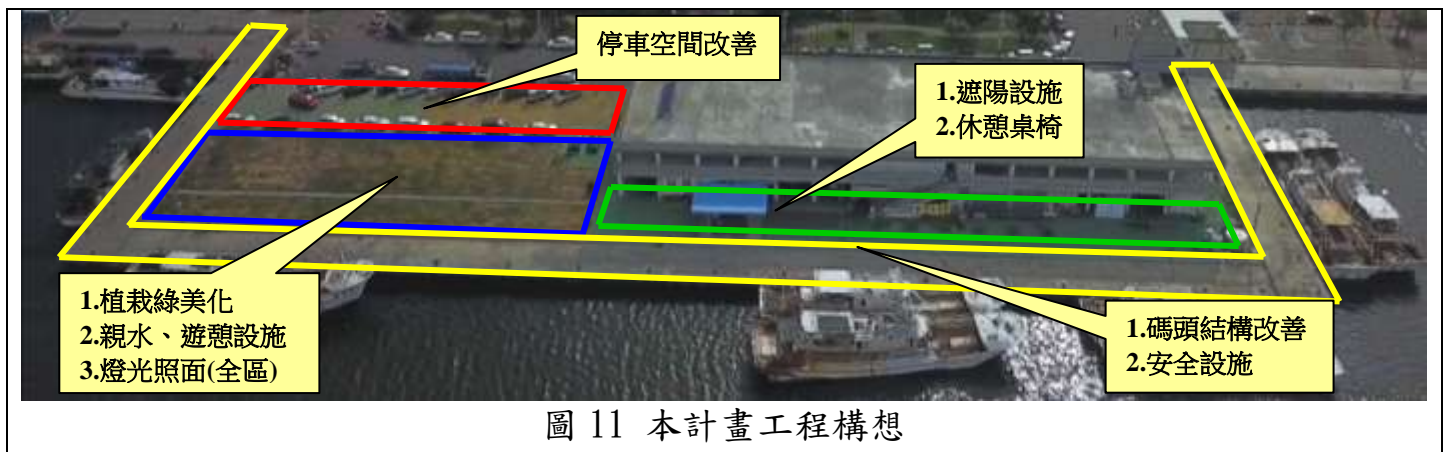 停車空間改善
1.遮陽設施
2.休憩桌椅
1.植栽綠美化
2.親水、遊憩設施
3.燈光照面(全區)
1.碼頭結構改善
2.安全設施
圖 11 本計畫工程構想